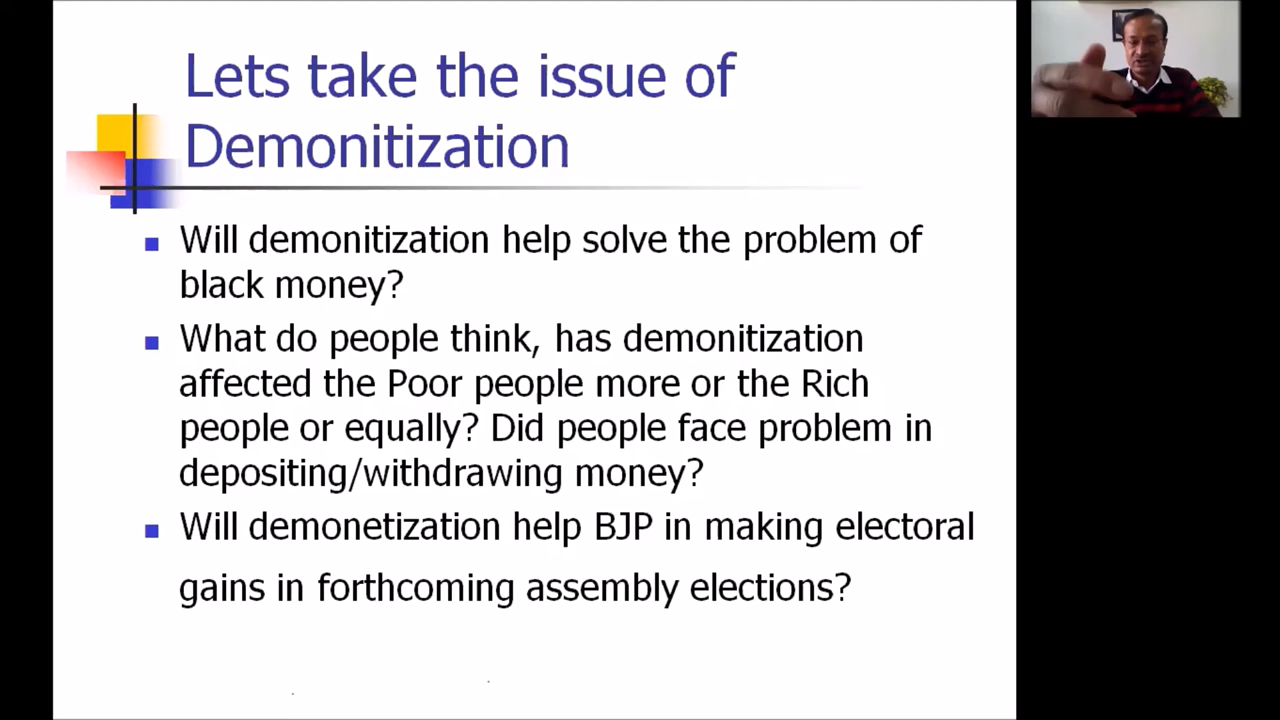 Lets take the issue of
Demonitization
Will demonitization help solve the problem of
black money?
What do people think, has demonitization
affected the Poor people more or the Rich
people or equally? Did people face problem in
depositing/withdrawing money?
Will demonetization help BJP in making electoral
gains in forthcoming assembly elections?